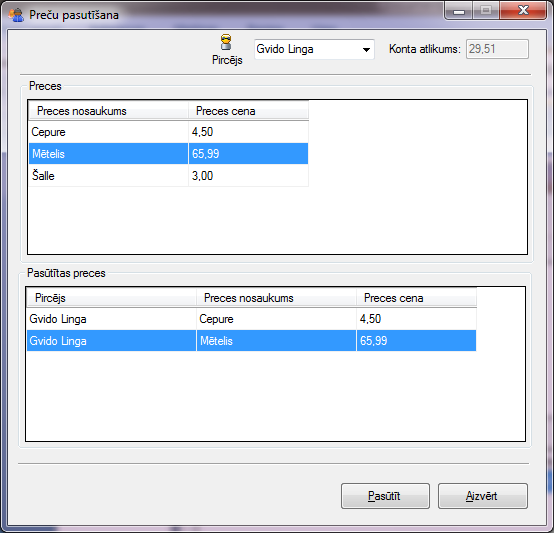 Preču pasutīšana
Pircējs
Gvido Linga
Konta atlikums:
29,51
Preces
Preces nosaukums Preces cena
Cepure 4,50
Mētelis 65,99
Šalle 3,00
Pasūtītas preces
Pircējs Preces nosaukums Preces cena
Gvido Linga Cepure 4,50
Gvido Linga Mētelis 65,99
Pasūtīt Aizvērt